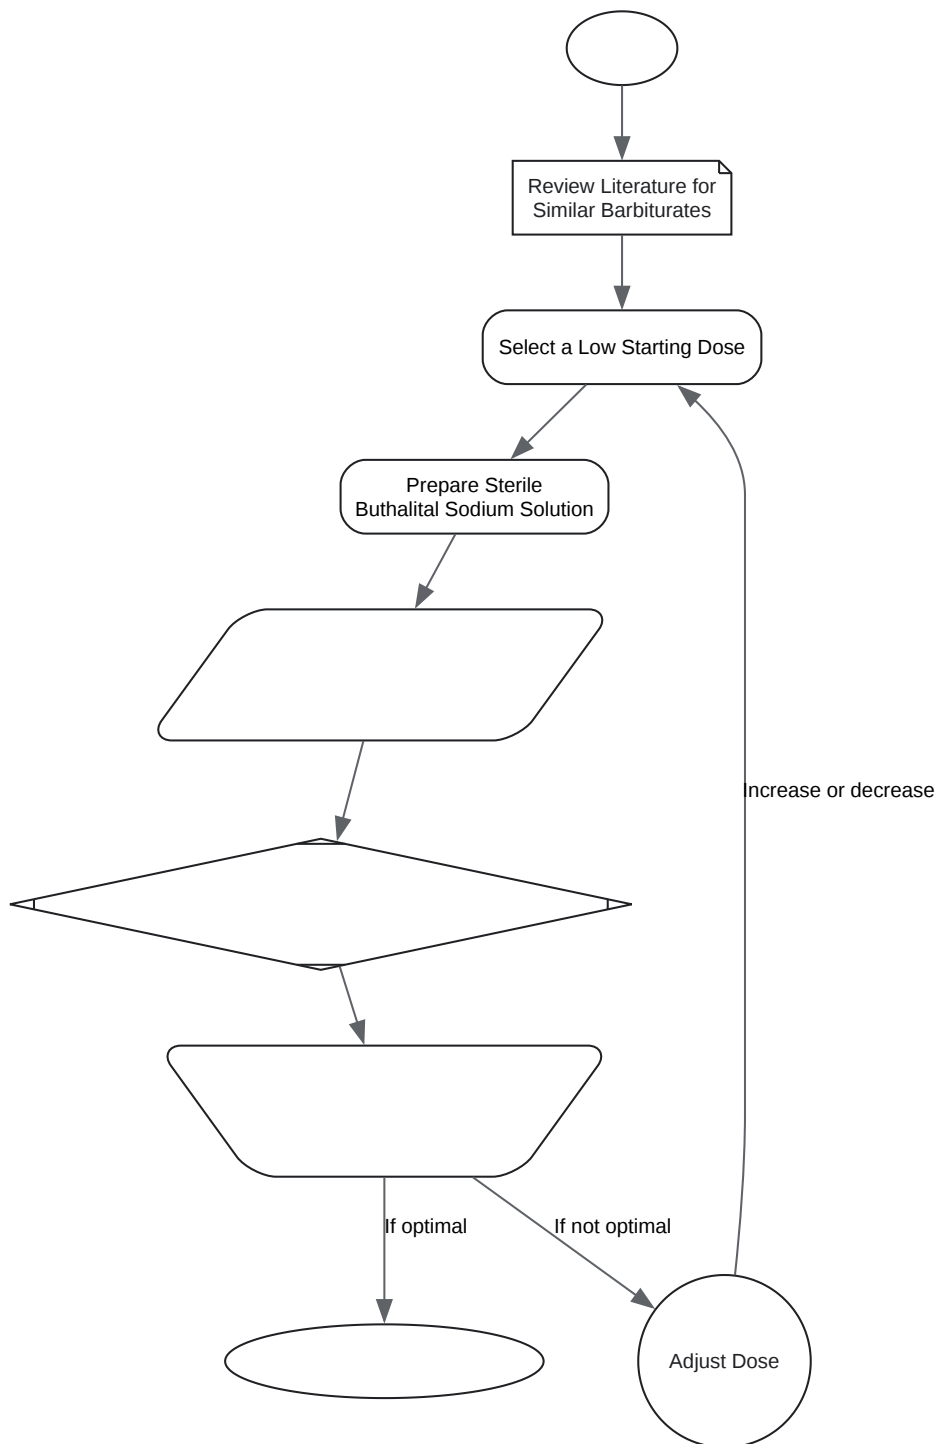 Review Literature for
Similar Barbiturates
Select a Low Starting Dose
Prepare Sterile
Buthalital Sodium Solution
Increase or decrease
If optimal
If not optimal
Adjust Dose